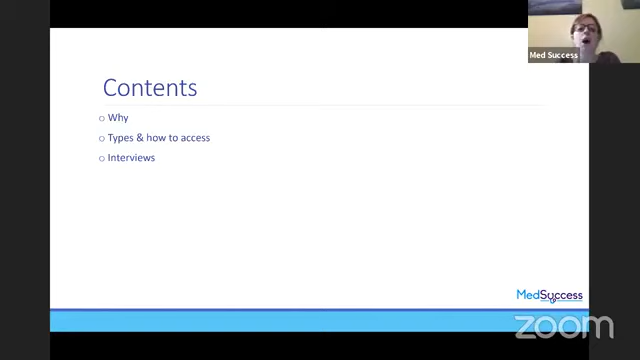 Med Success
Contents
Why
Types & how to access
Interviews
MedSuccess
zoom